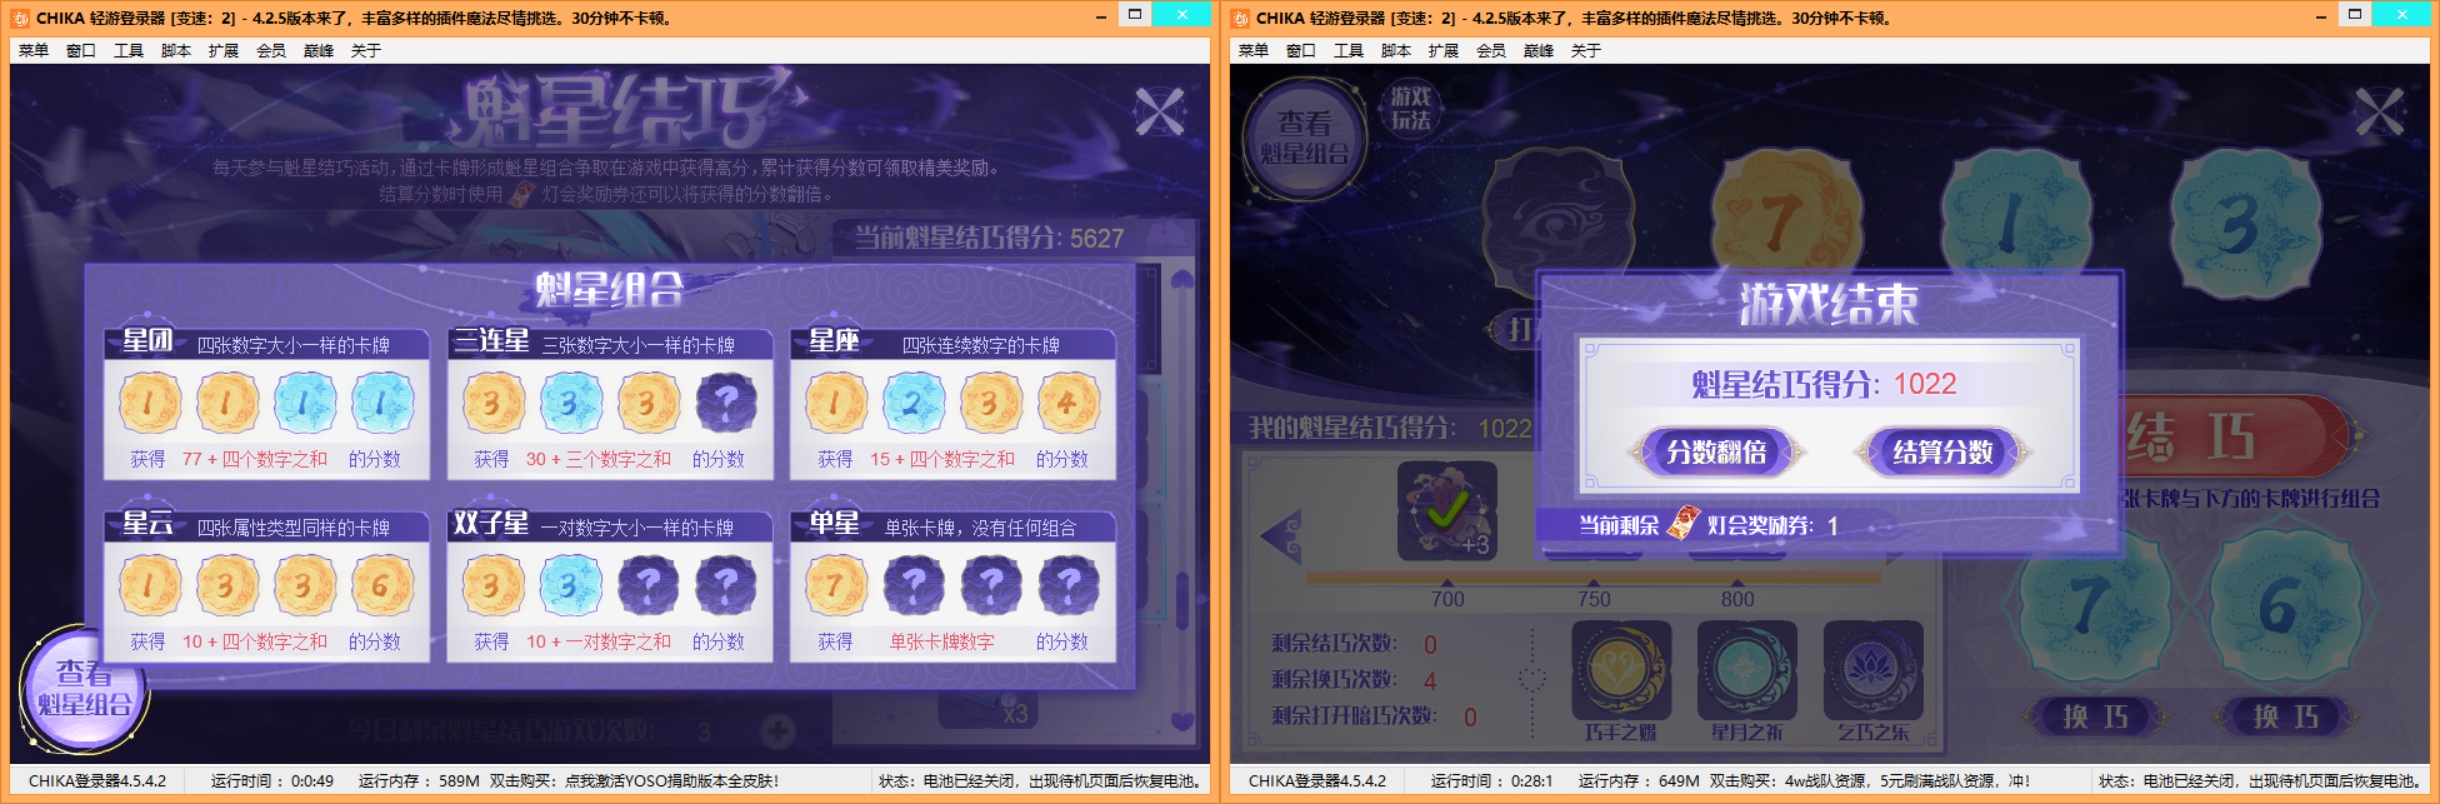 CHIKA 轻游登录器 [变速：2] - 4.2.5版本来了，丰富多样的插件魔法尽情挑选。30分钟不卡顿。
菜单 窗口 工具 脚本 扩展 会员 巅峰 关于
魁星结巧
每天参与魁星结巧活动,通过卡牌形成魁星组合争取在游戏中获得高分,累计获得分数可领取精美奖励。
结算分数时使用 灯会奖励券还可以将获得的分数翻倍。
当前魁星结巧得分: 5627
魁星组合
星团 四张数字大小一样的卡牌
1 1 1 1
获得 77 + 四个数字之和 的分数
三连星 三张数字大小一样的卡牌
3 3 3 ?
获得 30 + 三个数字之和 的分数
星座 四张连续数字的卡牌
1 2 3 4
获得 15 + 四个数字之和 的分数
星云 四张属性类型同样的卡牌
1 3 3 6
获得 10 + 四个数字之和 的分数
双子星 一对数字大小一样的卡牌
3 3 ? ?
获得 10 + 一对数字之和 的分数
单星 单张卡牌，没有任何组合
7 ? ? ?
获得 单张卡牌数字 的分数
查看
魁星组合
x3
今日剩余魁星结巧游戏次数: 3
CHIKA登录器4.5.4.2 运行时间 ：0:0:49 运行内存 ：589M 双击购买：点我激活YOSO捐助版本全皮肤！ 状态：电池已经关闭，出现待机页面后恢复电池。
CHIKA 轻游登录器 [变速：2] - 4.2.5版本来了，丰富多样的插件魔法尽情挑选。30分钟不卡顿。
菜单 窗口 工具 脚本 扩展 会员 巅峰 关于
查看
魁星组合
游戏
玩法
7 1 3
打
游戏结束
魁星结巧得分: 1022
分数翻倍 结算分数
当前剩余 灯会奖励券: 1
我的魁星结巧得分: 1022
结 巧
张卡牌与下方的卡牌进行组合
+3
700 750 800
剩余结巧次数: 0
剩余换巧次数: 4
剩余打开暗巧次数: 0
巧手之赐 星月之祈 乞巧之乐
7 6
换 巧 换 巧
CHIKA登录器4.5.4.2 运行时间 ：0:28:1 运行内存 ：649M 双击购买：4w战队资源，5元刷满战队资源，冲！ 状态：电池已经关闭，出现待机页面后恢复电池。